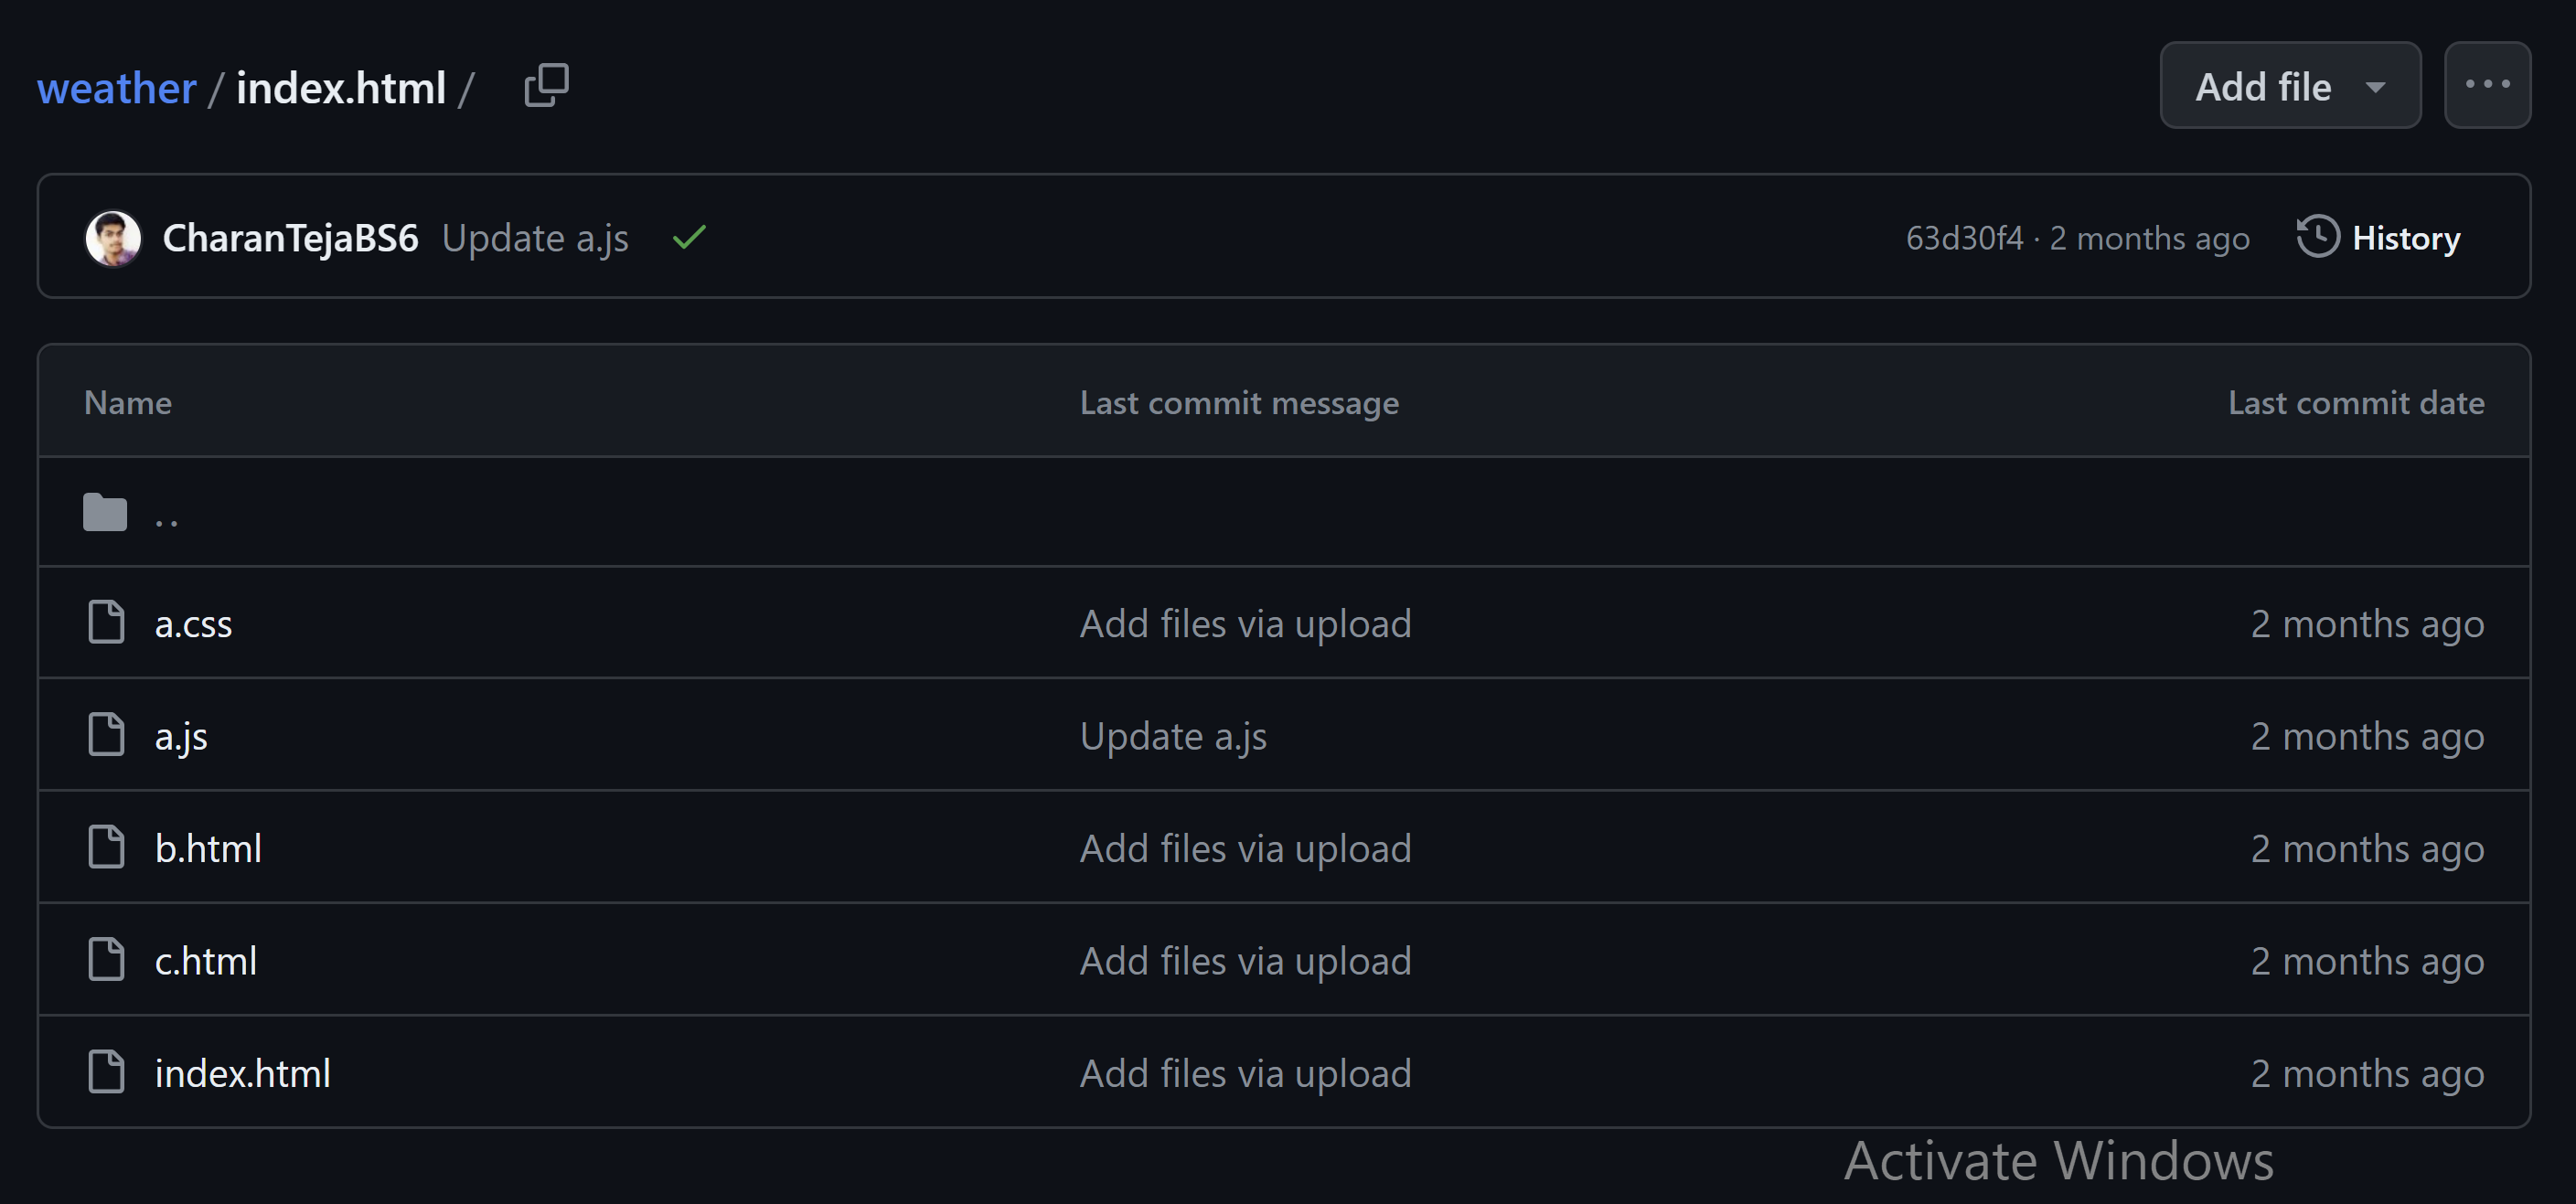 weather / index.html /
Add file
CharanTejaBS6 Update a.js
63d30f4 · 2 months ago
History
Name Last commit message Last commit date
..
a.css Add files via upload 2 months ago
a.js Update a.js 2 months ago
b.html Add files via upload 2 months ago
c.html Add files via upload 2 months ago
index.html Add files via upload 2 months ago
Activate Windows